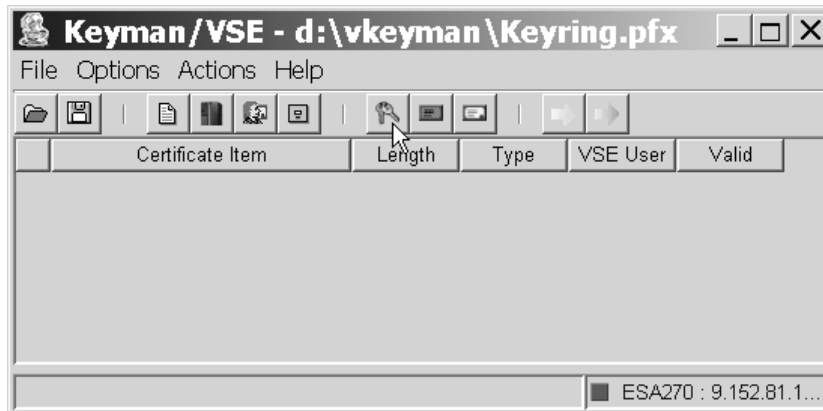 Keyman/VSE - d:\vkeyman\Keyring.pfx
File Options Actions Help
Certificate Item Length Type VSE User Valid
ESA270 : 9.152.81.1...